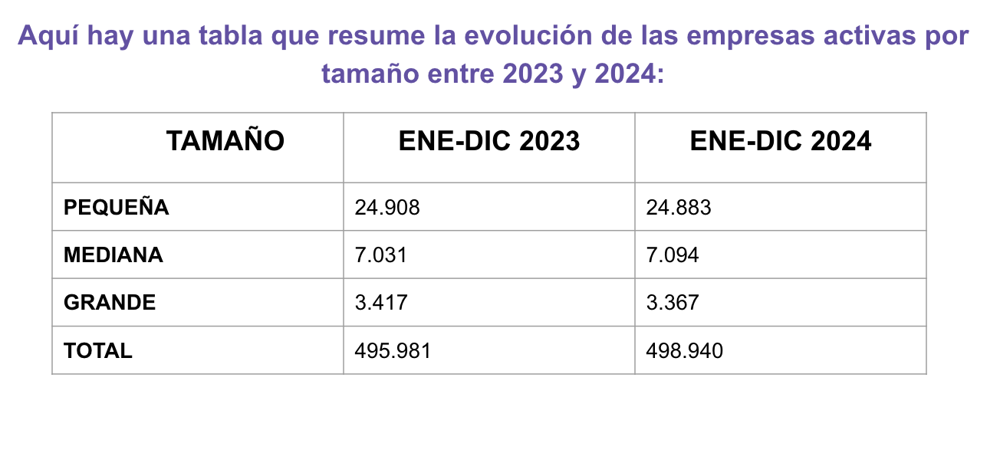 Aquí hay una tabla que resume la evolución de las empresas activas por
tamaño entre 2023 y 2024:
TAMAÑO ENE-DIC 2023 ENE-DIC 2024
PEQUEÑA 24.908 24.883
MEDIANA 7.031 7.094
GRANDE 3.417 3.367
TOTAL 495.981 498.940